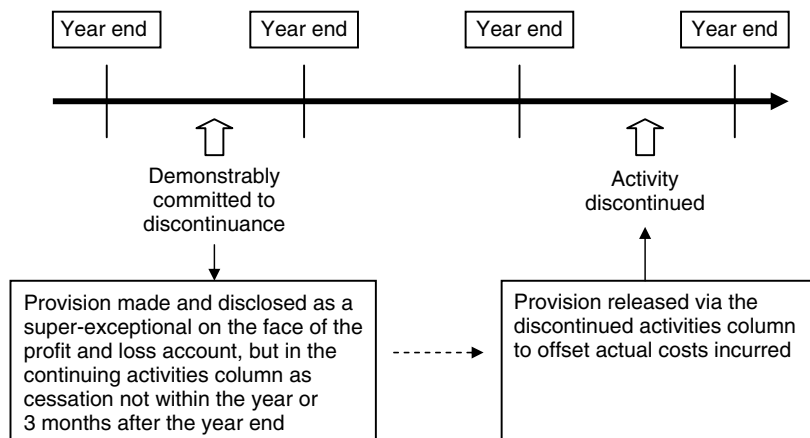 Year end
Year end
Year end
Year end
Demonstrably
committed to
discontinuance
Activity
discontinued
Provision made and disclosed as a
super-exceptional on the face of the
profit and loss account, but in the
continuing activities column as
cessation not within the year or
3 months after the year end
Provision released via the
discontinued activities column
to offset actual costs incurred